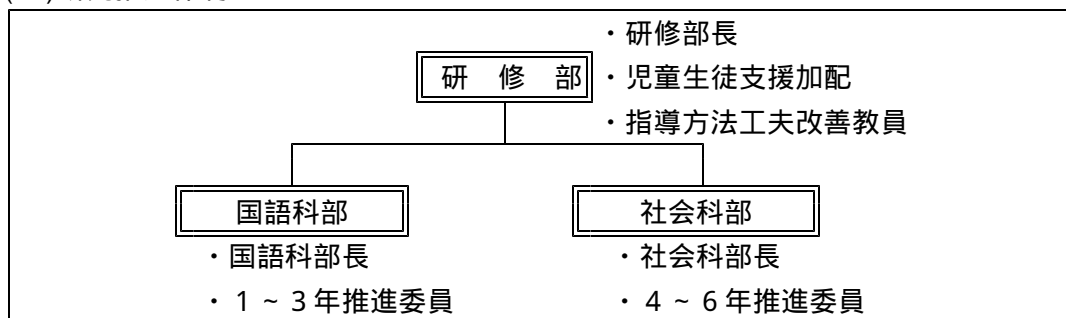 ・研修部長
研 修 部
・児童生徒支援加配
・指導方法工夫改善教員
国語科部
社会科部
・国語科部長
・社会科部長
・1~3年推進委員
・4~6年推進委員